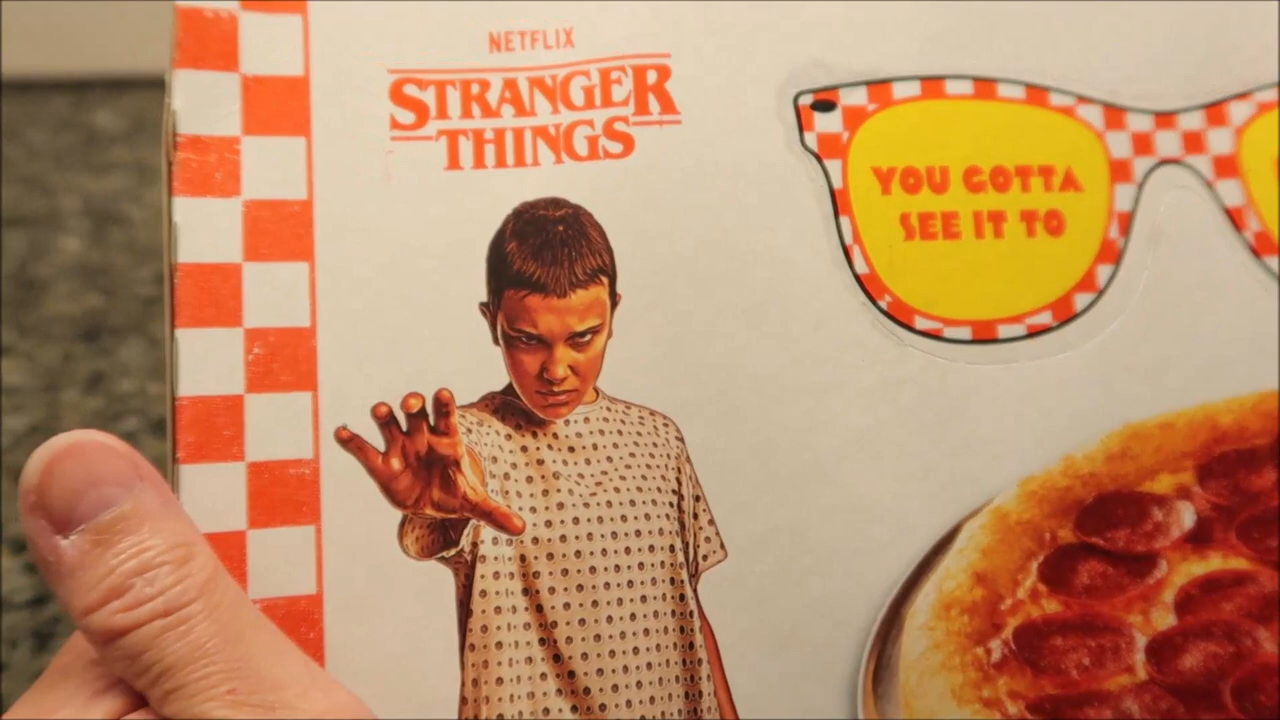 NETFLIX
STRANGER
THINGS
YOU GOTTA
SEE IT TO